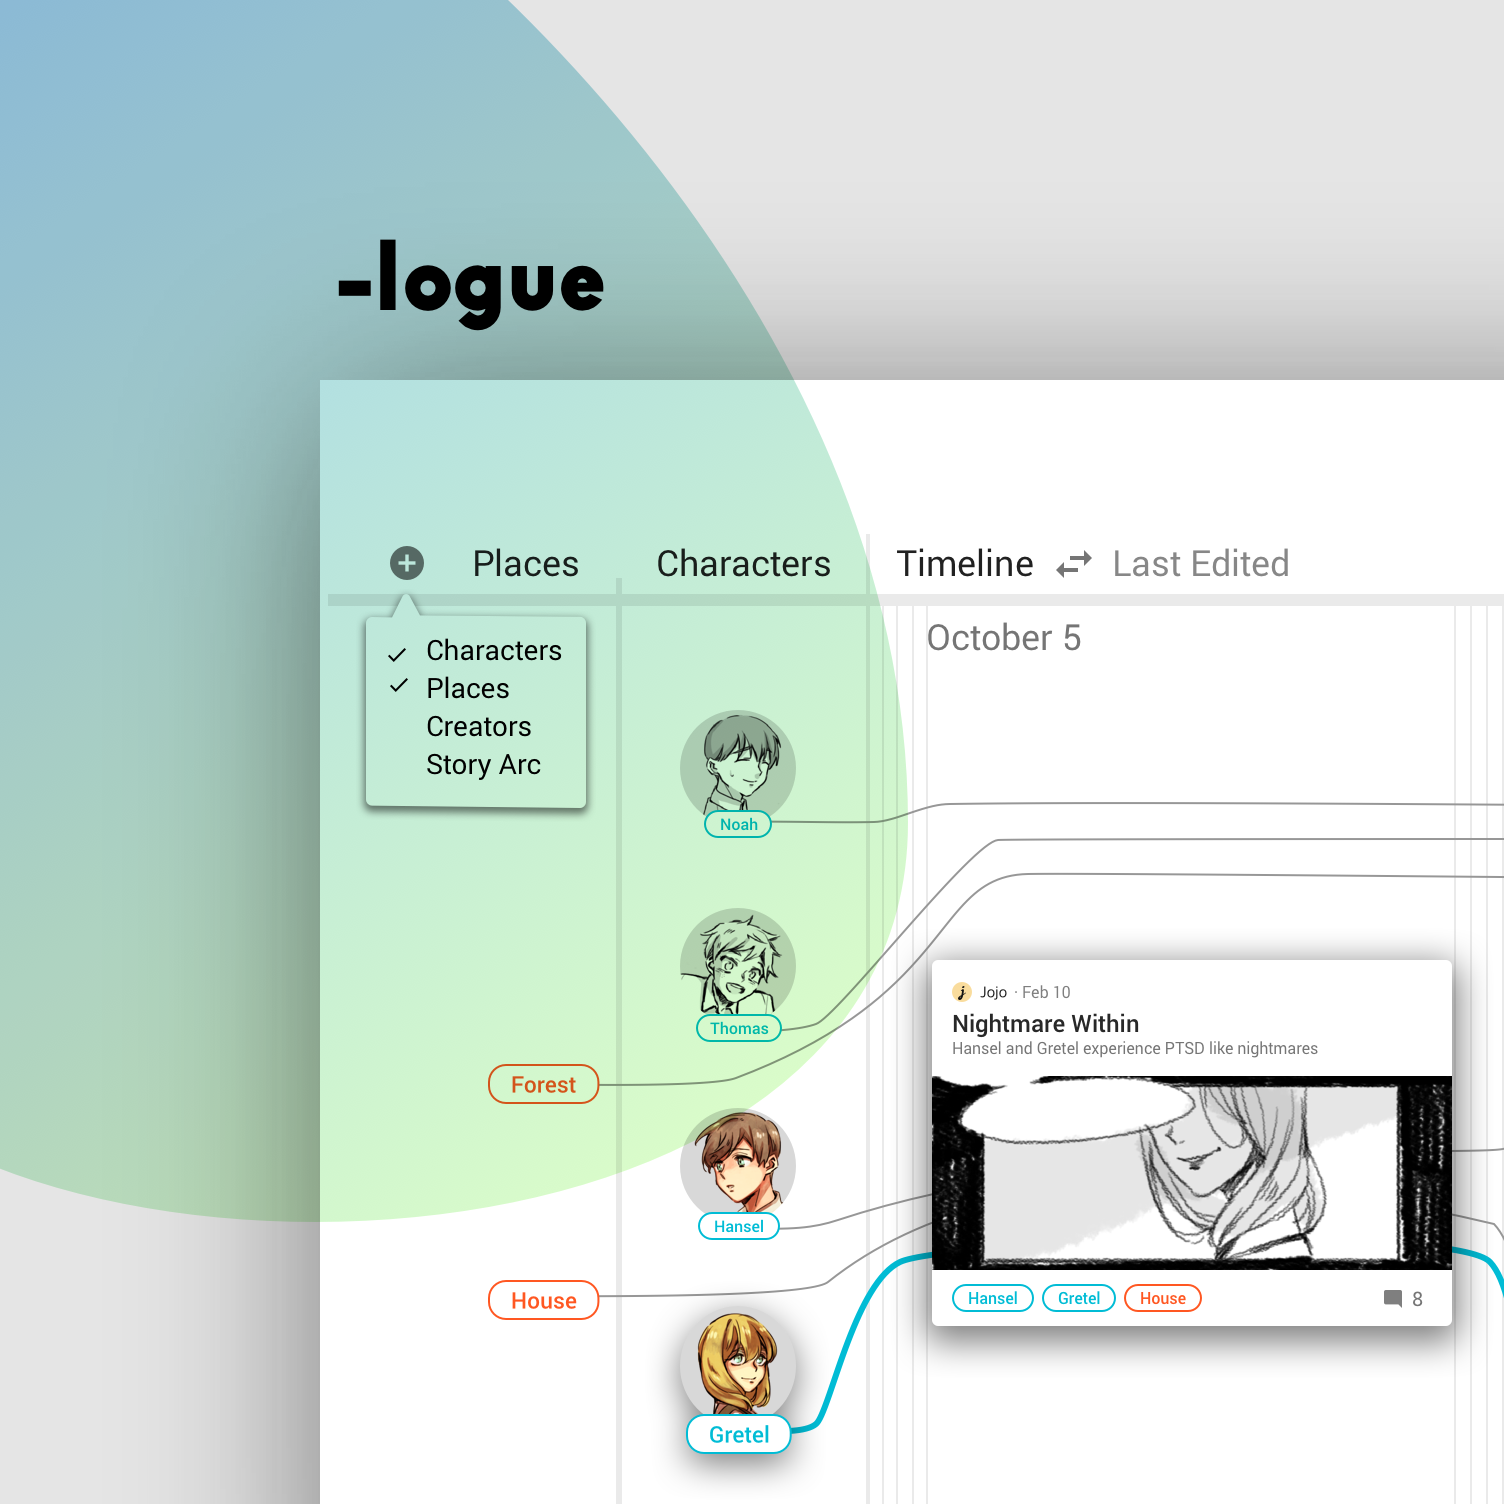 -logue
Places
Characters
Timeline
Last Edited
Characters
Places
Creators
Story Arc
October 5
Noah
Thomas
Forest
Hansel
House
Gretel
j Jojo · Feb 10
Nightmare Within
Hansel and Gretel experience PTSD like nightmares
Hansel Gretel House 8